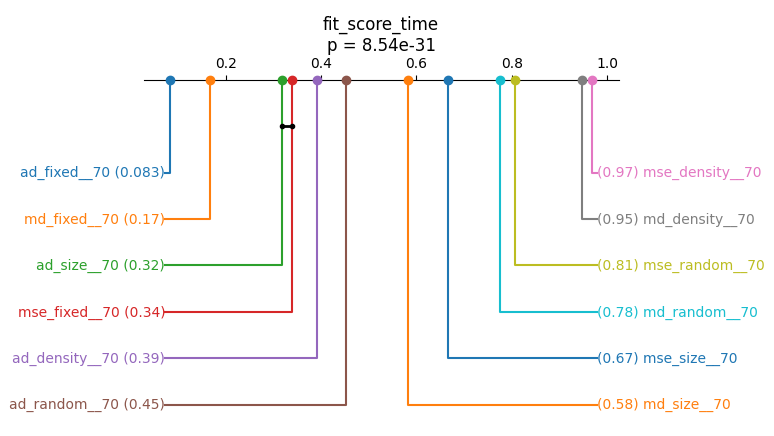 fit_score_time
p = 8.54e-31
0.2 0.4 0.6 0.8 1.0
ad_fixed__70 (0.083)
(0.97) mse_density__70
md_fixed__70 (0.17)
(0.95) md_density__70
ad_size__70 (0.32)
(0.81) mse_random__70
mse_fixed__70 (0.34)
(0.78) md_random__70
ad_density__70 (0.39)
(0.67) mse_size__70
ad_random__70 (0.45)
(0.58) md_size__70